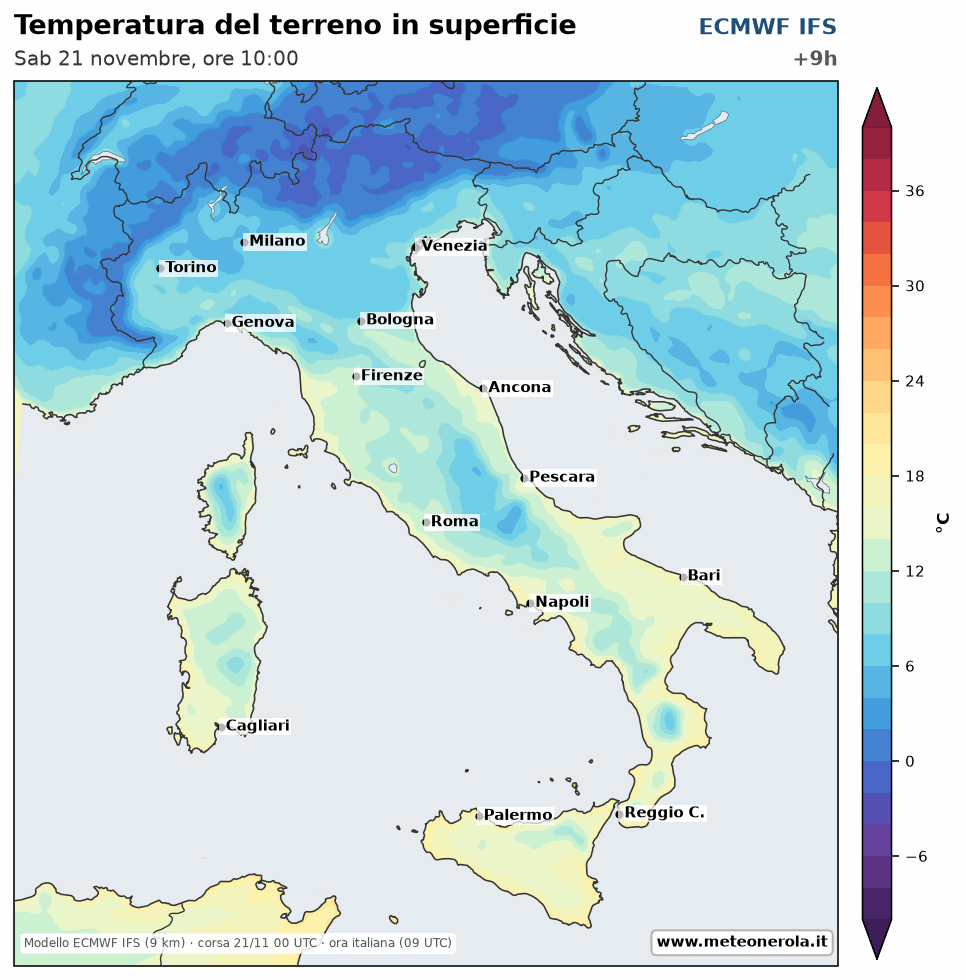 Temperatura del terreno in superficie
ECMWF IFS
Sab 21 novembre, ore 10:00
+9h
Milano
Venezia
Torino
Genova
Bologna
Firenze
Ancona
Pescara
Roma
Bari
Napoli
Cagliari
Palermo
Reggio C.
36
30
24
18
12
6
0
−6
°C
Modello ECMWF IFS (9 km) · corsa 21/11 00 UTC · ora italiana (09 UTC)
www.meteonerola.it